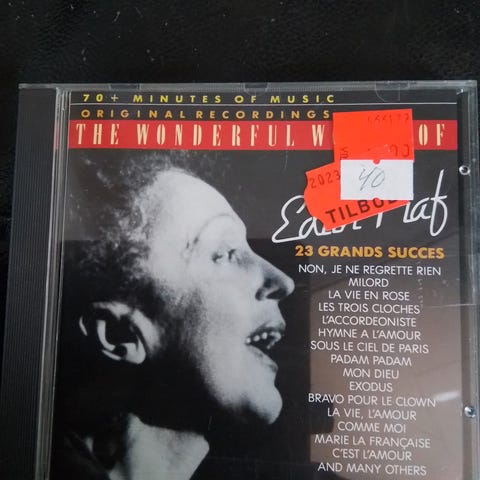 70+ MINUTES OF MUSIC
ORIGINAL RECORDINGS
THE WONDERFUL OF
2023
40
TILBUD
Piaf
23 GRANDS SUCCES
NON, JE NE REGRETTE RIEN
MILORD
LA VIE EN ROSE
LES TROIS CLOCHES
L'ACCORDEONISTE
HYMNE A L'AMOUR
SOUS LE CIEL DE PARIS
PADAM PADAM
MON DIEU
EXODUS
BRAVO POUR LE CLOWN
LA VIE, L'AMOUR
COMME MOI
MARIE LA FRANÇAISE
C'EST L'AMOUR
AND MANY OTHERS